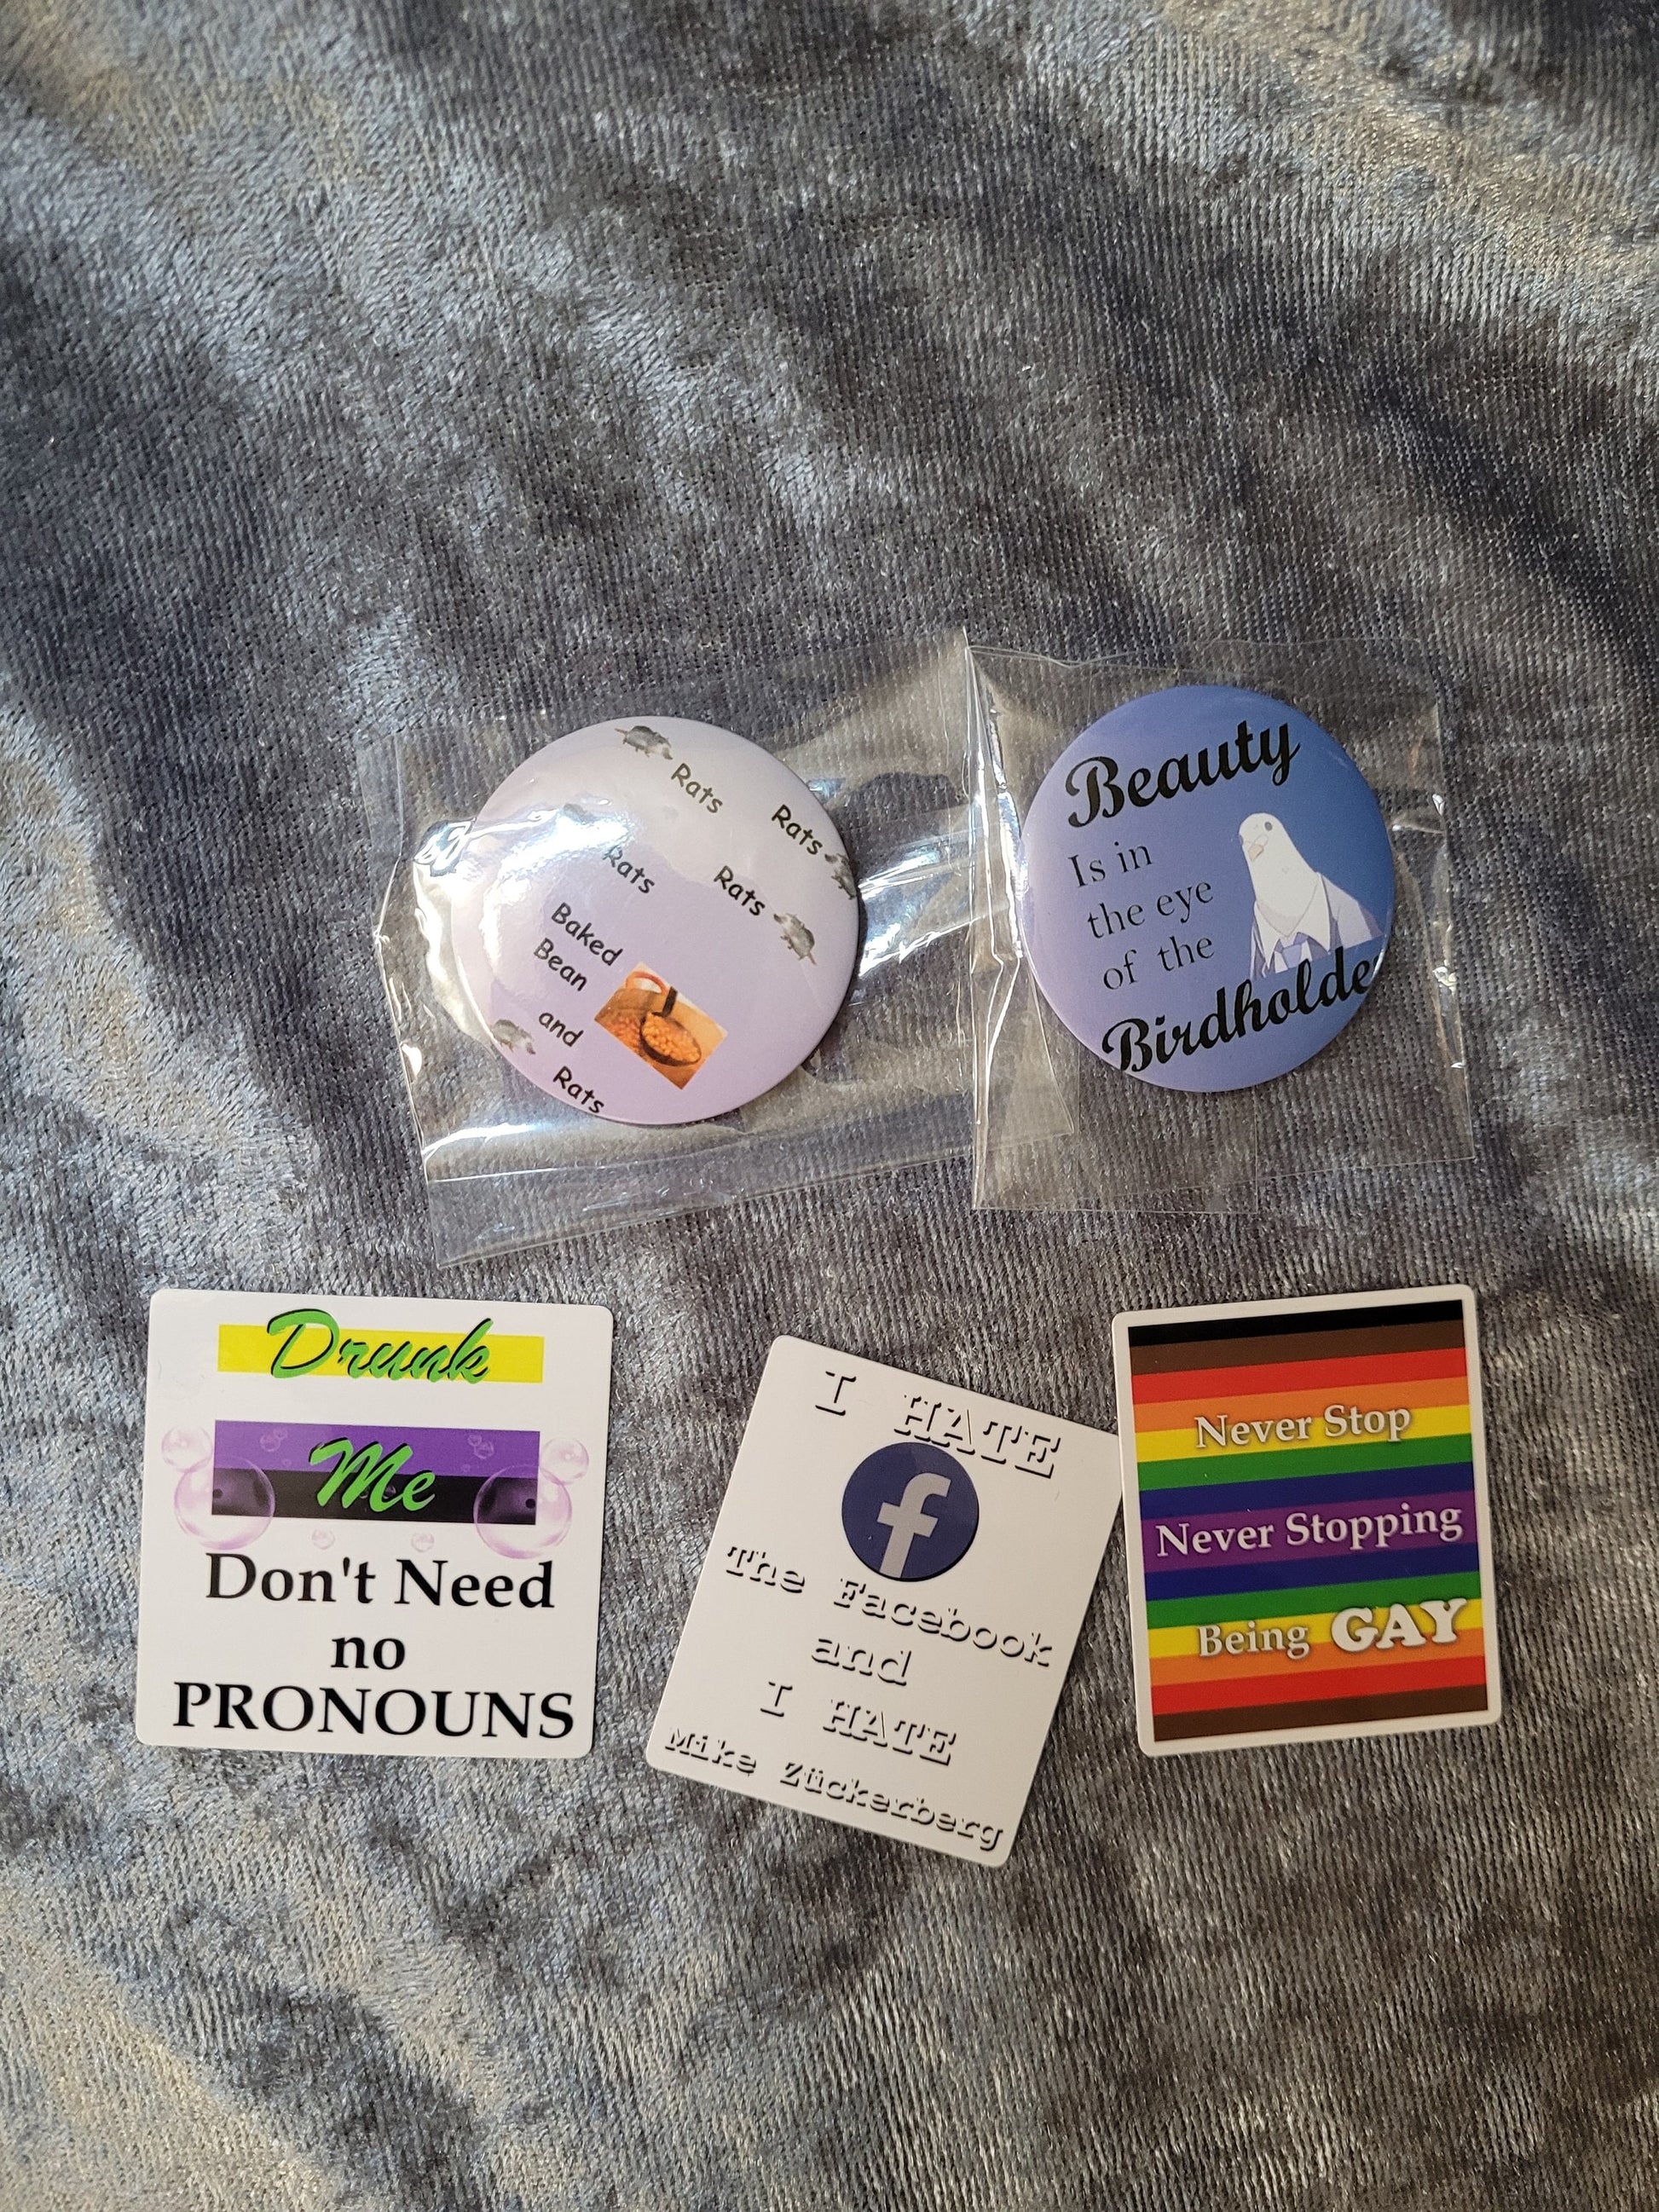 Rats
Rats
Rats
Rats
Baked
Bean
and
Rats
Beauty
Is in
the eye
of the
Birdholde
Drunk
Me
Don't Need
no
PRONOUNS
I HATE
f
The Facebook
and
I HATE
Mike Zückerberg
Never Stop
Never Stopping
Being GAY